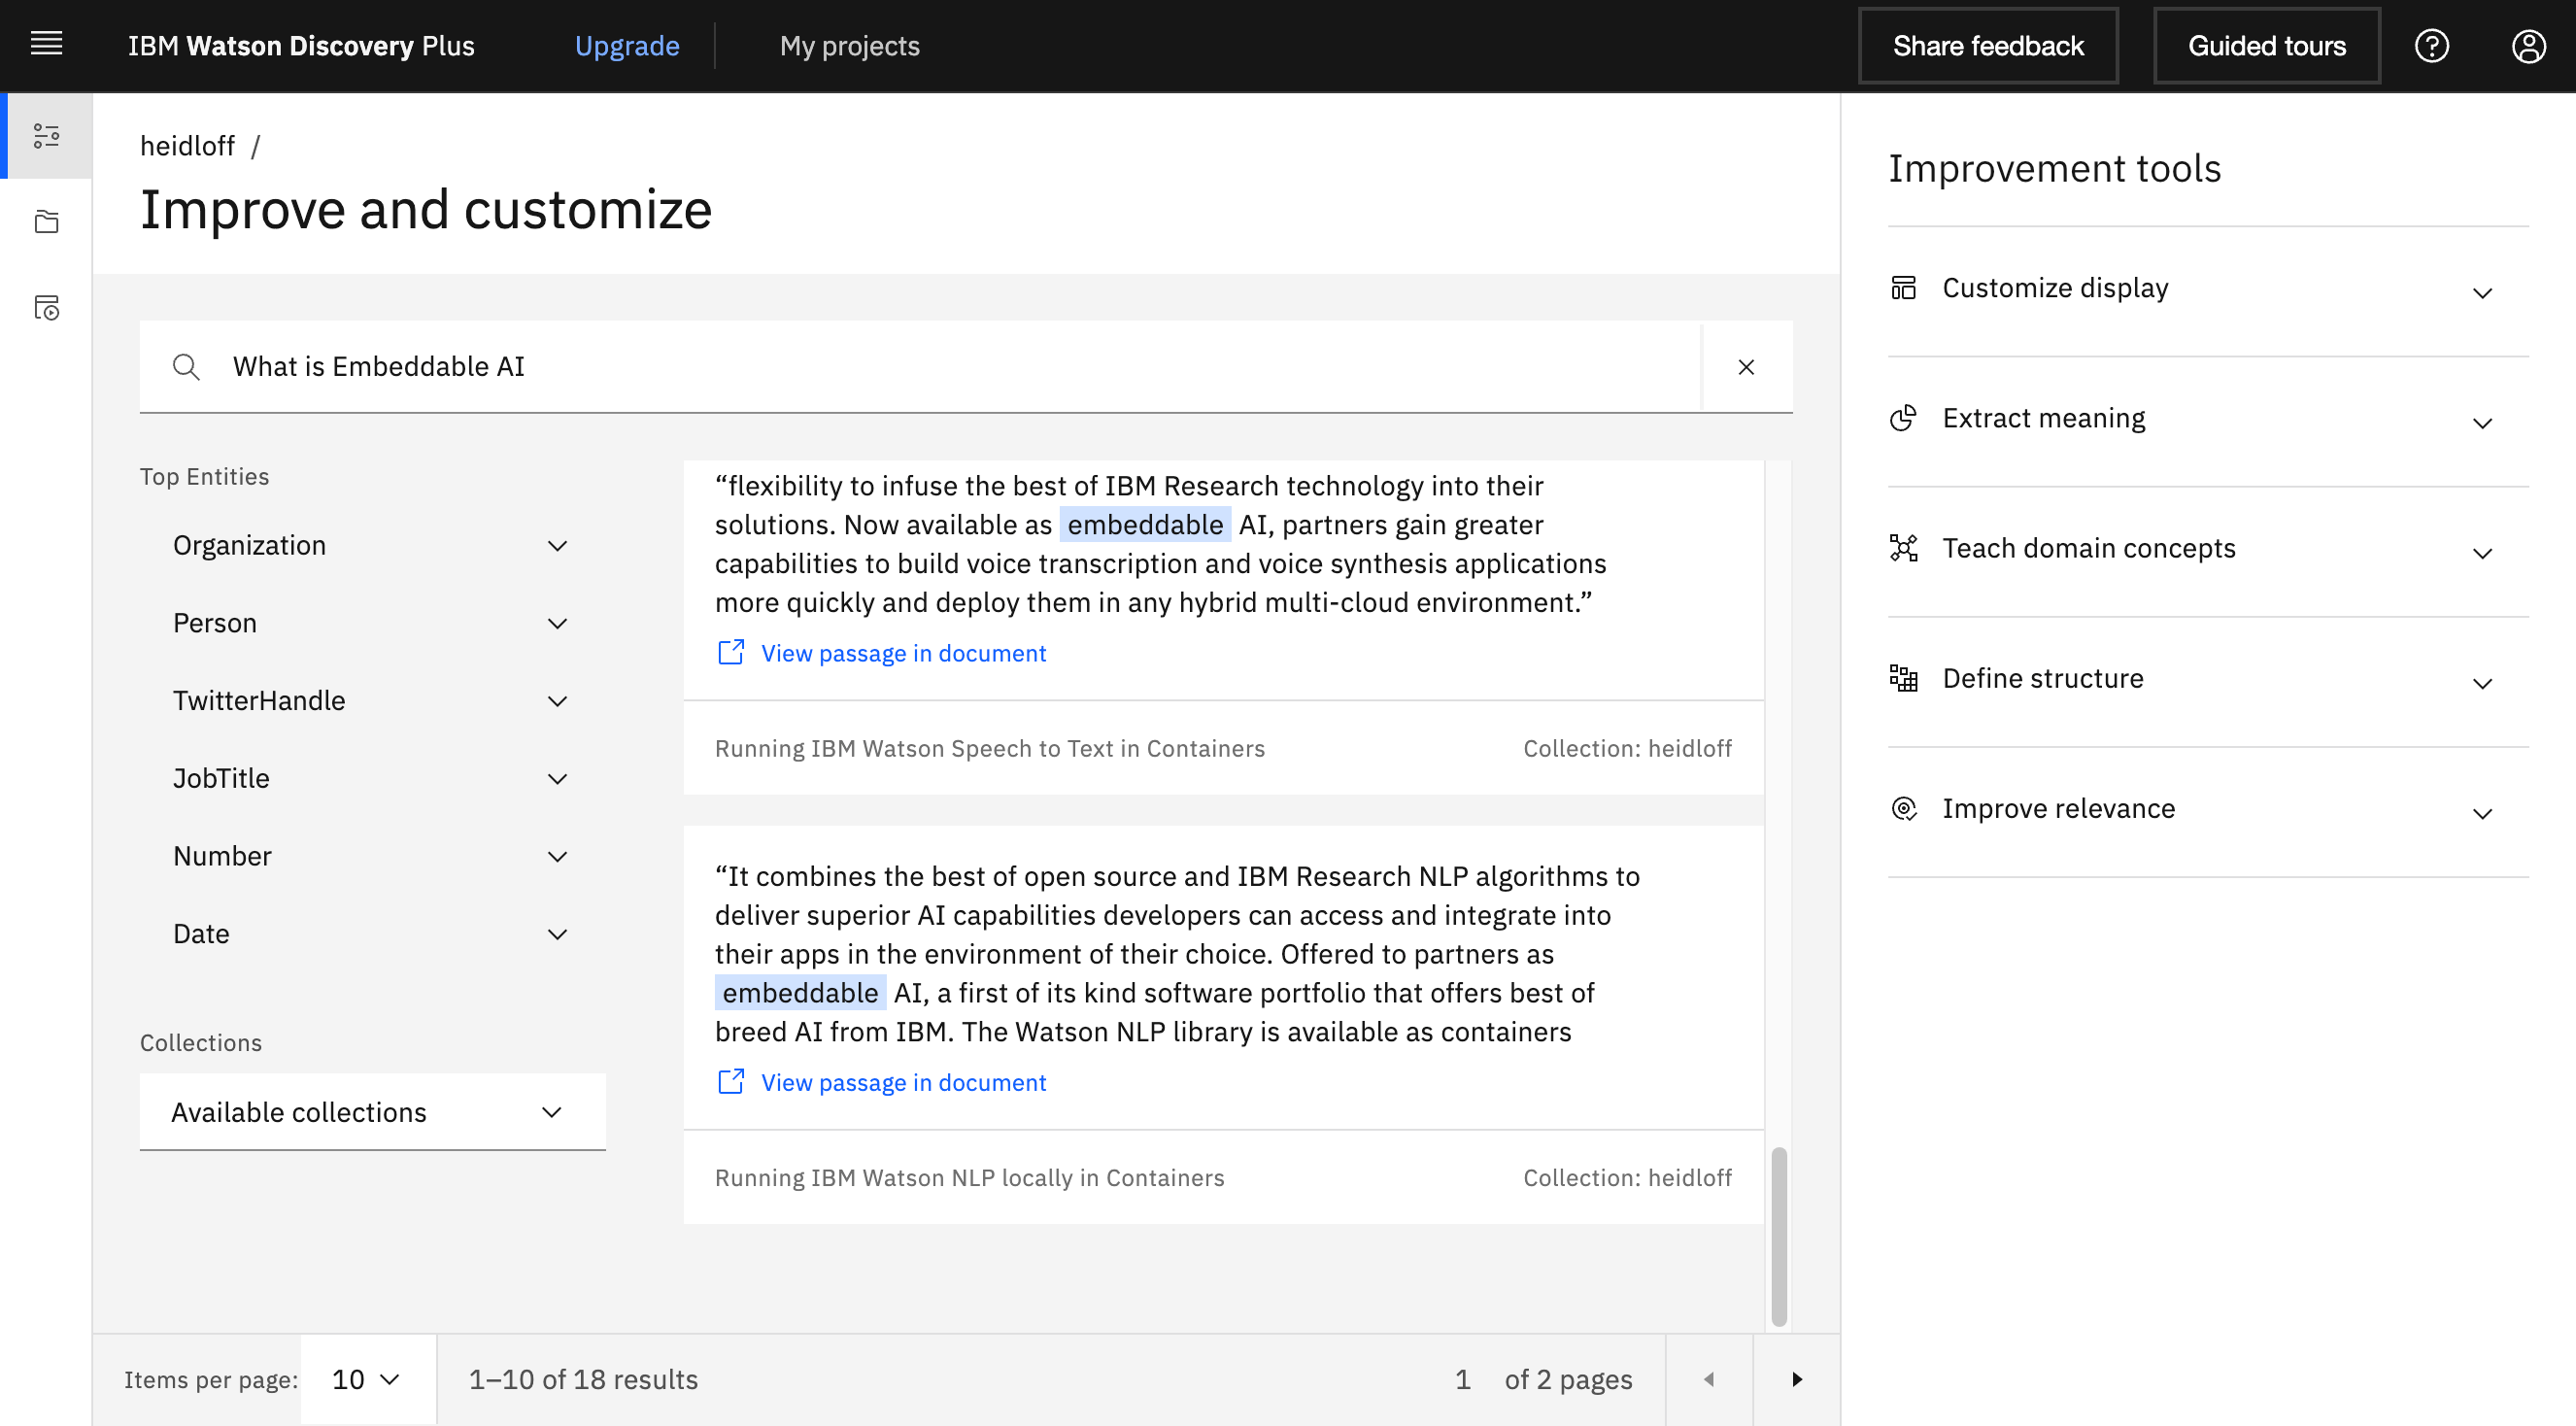 IBM Watson Discovery Plus
Upgrade
My projects
Share feedback
Guided tours
heidloff /
Improve and customize
What is Embeddable AI
Top Entities
Organization
Person
TwitterHandle
JobTitle
Number
Date
Collections
Available collections
“flexibility to infuse the best of IBM Research technology into their
solutions. Now available as embeddable AI, partners gain greater
capabilities to build voice transcription and voice synthesis applications
more quickly and deploy them in any hybrid multi-cloud environment.”
View passage in document
Running IBM Watson Speech to Text in Containers
Collection: heidloff
“It combines the best of open source and IBM Research NLP algorithms to
deliver superior AI capabilities developers can access and integrate into
their apps in the environment of their choice. Offered to partners as
embeddable AI, a first of its kind software portfolio that offers best of
breed AI from IBM. The Watson NLP library is available as containers
View passage in document
Running IBM Watson NLP locally in Containers
Collection: heidloff
Items per page: 10
1–10 of 18 results
1 of 2 pages
Improvement tools
Customize display
Extract meaning
Teach domain concepts
Define structure
Improve relevance